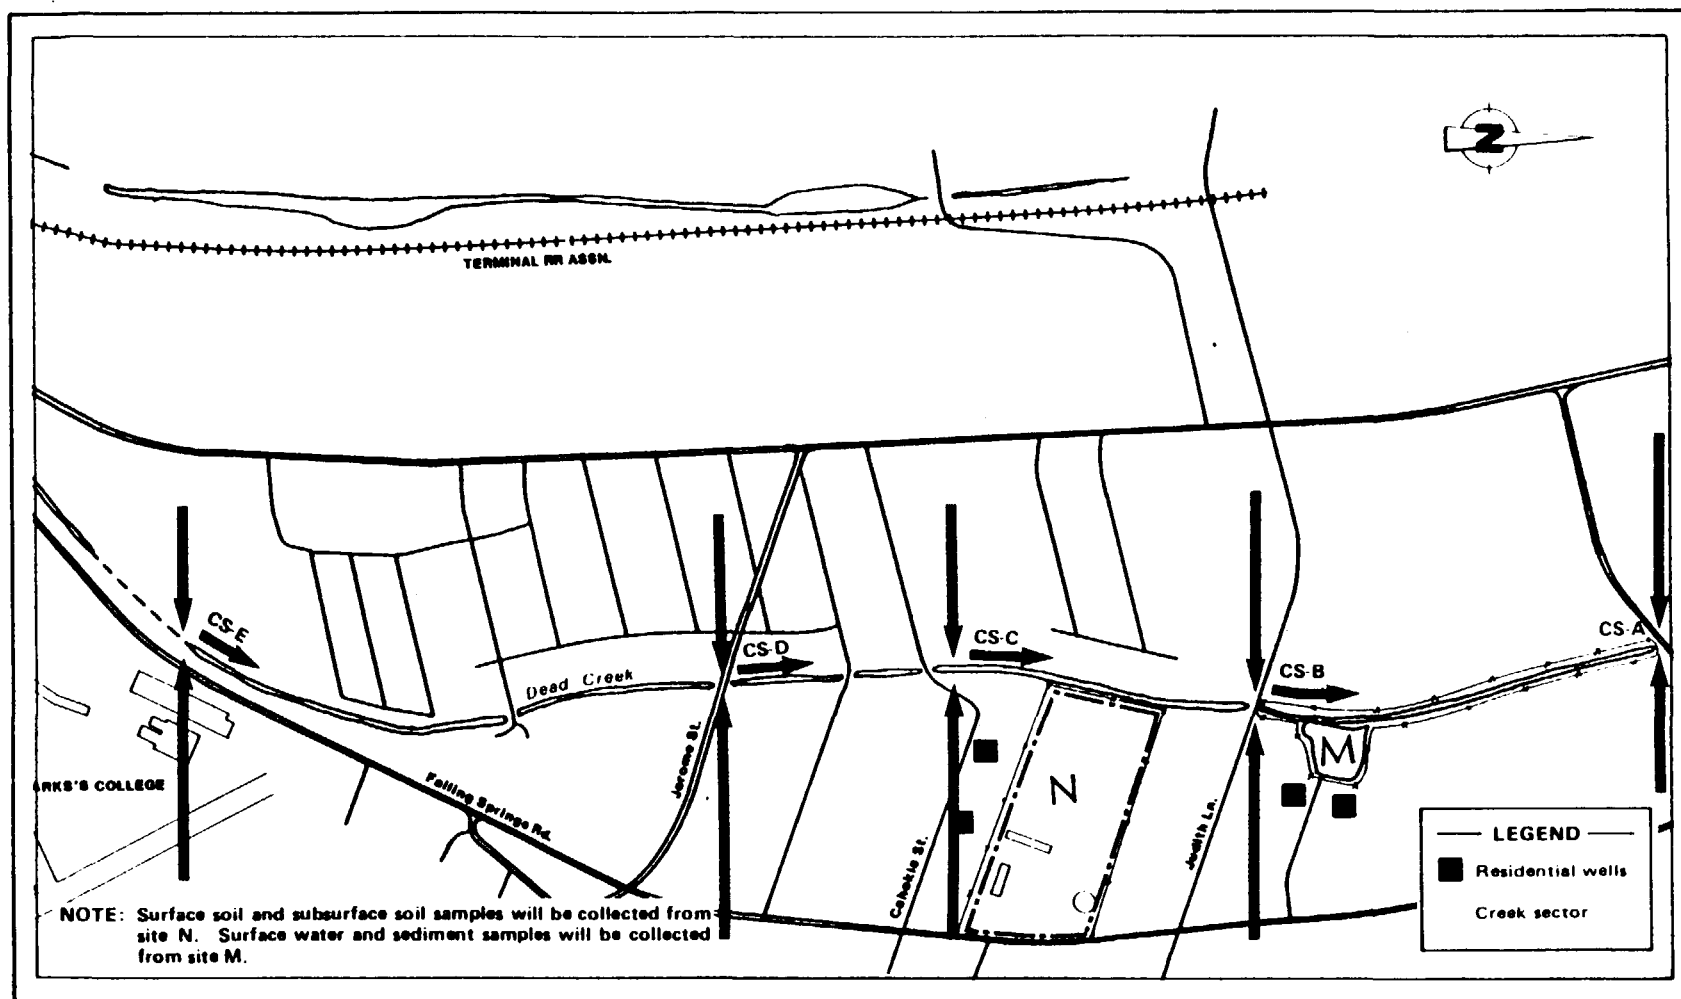 N
TERMINAL RR ASSN.
CS-A
CS-E
CS-C
CS-D
CS-B
Dead Creek
M
ARKS'S COLLEGE
Falling Springs Rd.
Jerome St.
N
Cahokia St.
Judith Ln.
LEGEND
Residential wells
Creek sector
NOTE: Surface soil and subsurface soil samples will be collected from
site N. Surface water and sediment samples will be collected
from site M.